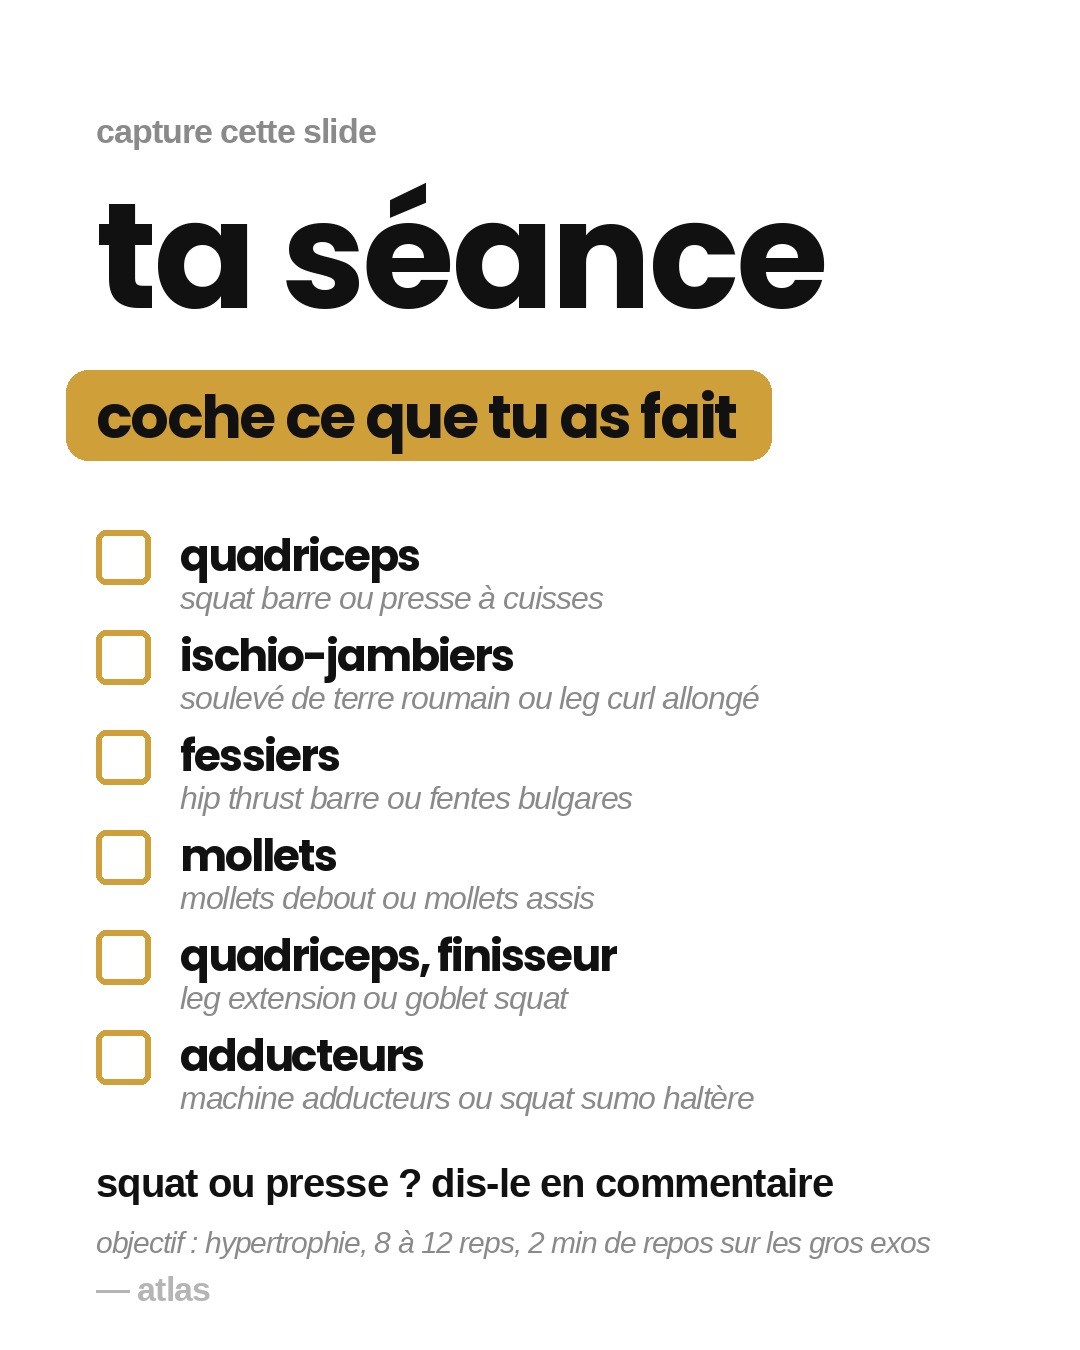 capture cette slide
ta séance
coche ce que tu as fait
quadriceps
squat barre ou presse à cuisses
ischio-jambiers
soulevé de terre roumain ou leg curl allongé
fessiers
hip thrust barre ou fentes bulgares
mollets
mollets debout ou mollets assis
quadriceps, finisseur
leg extension ou goblet squat
adducteurs
machine adducteurs ou squat sumo haltère
squat ou presse ? dis-le en commentaire
objectif : hypertrophie, 8 à 12 reps, 2 min de repos sur les gros exos
— atlas